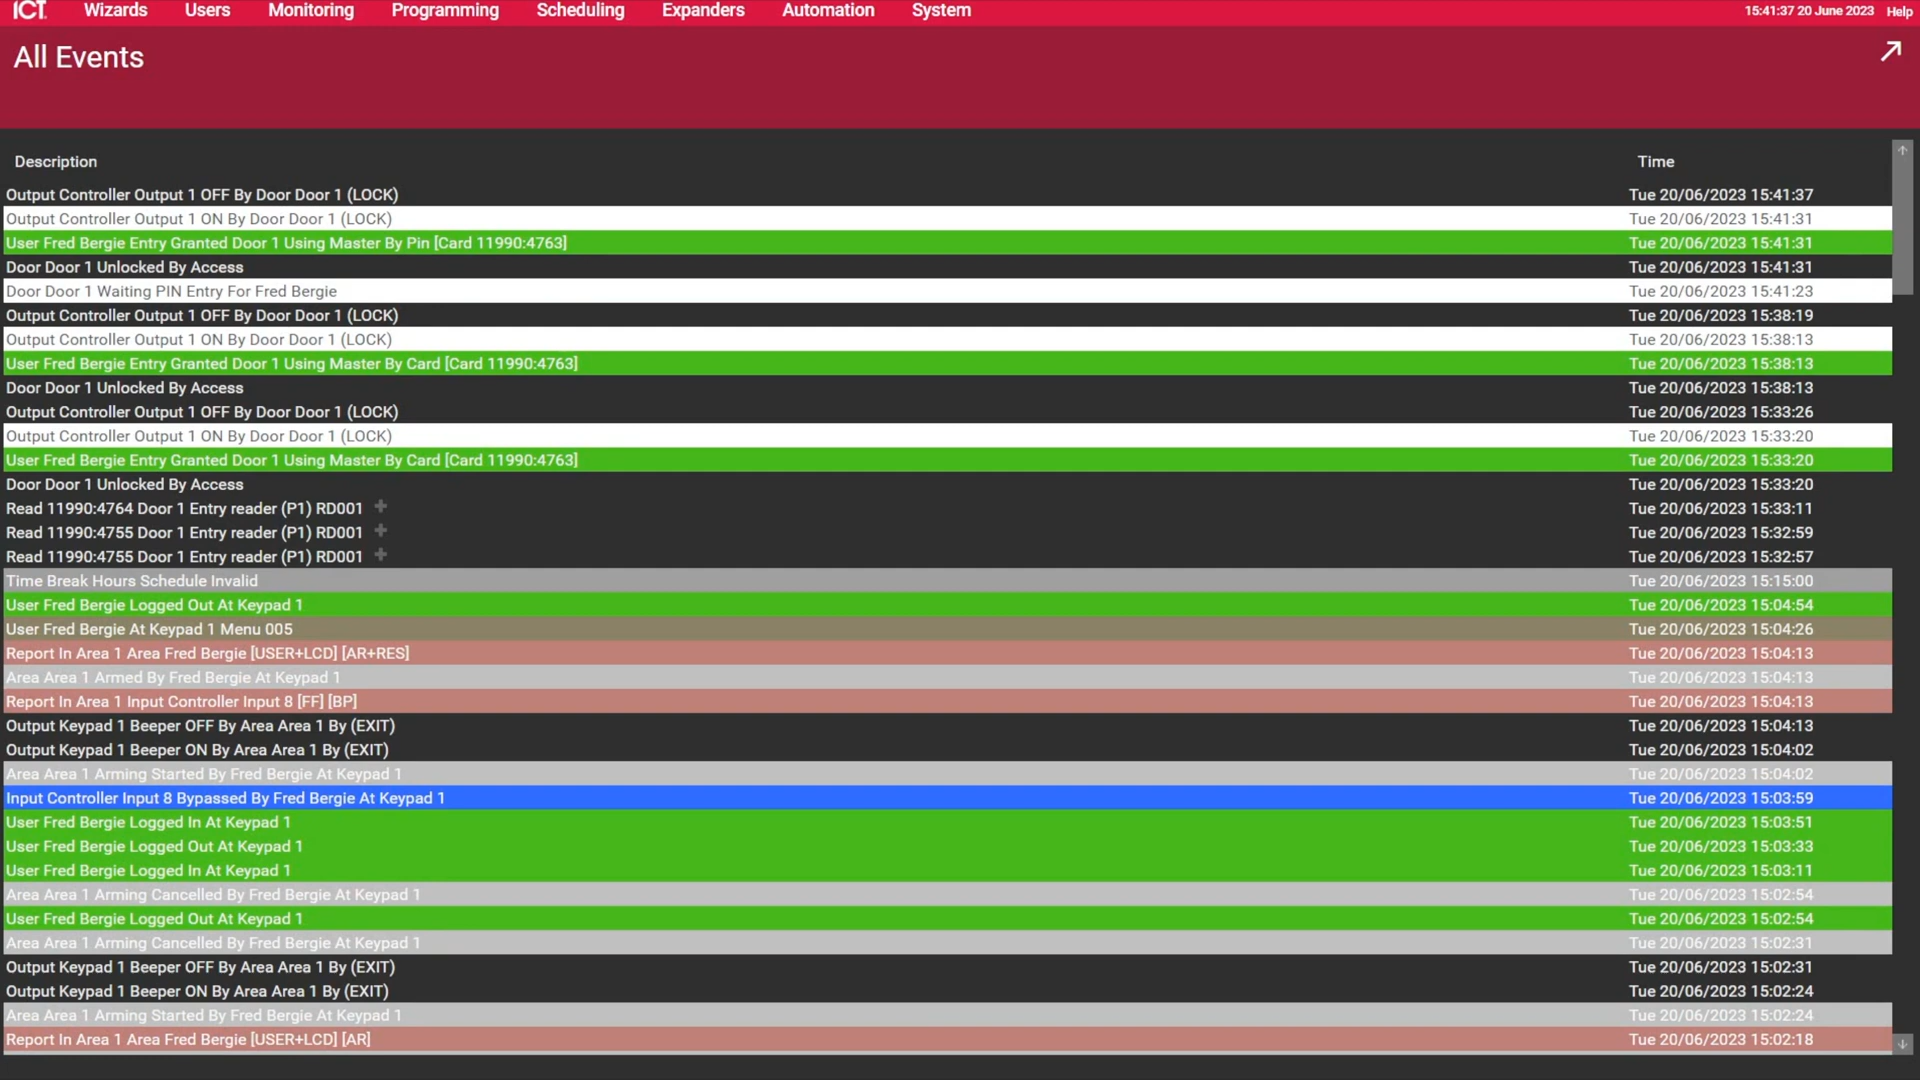 ICT Wizards Users Monitoring Programming Scheduling Expanders Automation System 15:41:37 20 June 2023 Help
All Events
Description Time
Output Controller Output 1 OFF By Door Door 1 (LOCK) Tue 20/06/2023 15:41:37
Output Controller Output 1 ON By Door Door 1 (LOCK) Tue 20/06/2023 15:41:31
User Fred Bergie Entry Granted Door 1 Using Master By Pin [Card 11990:4763] Tue 20/06/2023 15:41:31
Door Door 1 Unlocked By Access Tue 20/06/2023 15:41:31
Door Door 1 Waiting PIN Entry For Fred Bergie Tue 20/06/2023 15:41:23
Output Controller Output 1 OFF By Door Door 1 (LOCK) Tue 20/06/2023 15:38:19
Output Controller Output 1 ON By Door Door 1 (LOCK) Tue 20/06/2023 15:38:13
User Fred Bergie Entry Granted Door 1 Using Master By Card [Card 11990:4763] Tue 20/06/2023 15:38:13
Door Door 1 Unlocked By Access Tue 20/06/2023 15:38:13
Output Controller Output 1 OFF By Door Door 1 (LOCK) Tue 20/06/2023 15:33:26
Output Controller Output 1 ON By Door Door 1 (LOCK) Tue 20/06/2023 15:33:20
User Fred Bergie Entry Granted Door 1 Using Master By Card [Card 11990:4763] Tue 20/06/2023 15:33:20
Door Door 1 Unlocked By Access Tue 20/06/2023 15:33:20
Read 11990:4764 Door 1 Entry reader (P1) RD001 Tue 20/06/2023 15:33:11
Read 11990:4755 Door 1 Entry reader (P1) RD001 Tue 20/06/2023 15:32:59
Read 11990:4755 Door 1 Entry reader (P1) RD001 Tue 20/06/2023 15:32:57
Time Break Hours Schedule Invalid Tue 20/06/2023 15:15:00
User Fred Bergie Logged Out At Keypad 1 Tue 20/06/2023 15:04:54
User Fred Bergie At Keypad 1 Menu 005 Tue 20/06/2023 15:04:26
Report In Area 1 Area Fred Bergie [USER+LCD] [AR+RES] Tue 20/06/2023 15:04:13
Area Area 1 Armed By Fred Bergie At Keypad 1 Tue 20/06/2023 15:04:13
Report In Area 1 Input Controller Input 8 [FF] [BP] Tue 20/06/2023 15:04:13
Output Keypad 1 Beeper OFF By Area Area 1 By (EXIT) Tue 20/06/2023 15:04:13
Output Keypad 1 Beeper ON By Area Area 1 By (EXIT) Tue 20/06/2023 15:04:02
Area Area 1 Arming Started By Fred Bergie At Keypad 1 Tue 20/06/2023 15:04:02
Input Controller Input 8 Bypassed By Fred Bergie At Keypad 1 Tue 20/06/2023 15:03:59
User Fred Bergie Logged In At Keypad 1 Tue 20/06/2023 15:03:51
User Fred Bergie Logged Out At Keypad 1 Tue 20/06/2023 15:03:33
User Fred Bergie Logged In At Keypad 1 Tue 20/06/2023 15:03:11
Area Area 1 Arming Cancelled By Fred Bergie At Keypad 1 Tue 20/06/2023 15:02:54
User Fred Bergie Logged Out At Keypad 1 Tue 20/06/2023 15:02:54
Area Area 1 Arming Cancelled By Fred Bergie At Keypad 1 Tue 20/06/2023 15:02:31
Output Keypad 1 Beeper OFF By Area Area 1 By (EXIT) Tue 20/06/2023 15:02:31
Output Keypad 1 Beeper ON By Area Area 1 By (EXIT) Tue 20/06/2023 15:02:24
Area Area 1 Arming Started By Fred Bergie At Keypad 1 Tue 20/06/2023 15:02:24
Report In Area 1 Area Fred Bergie [USER+LCD] [AR] Tue 20/06/2023 15:02:18